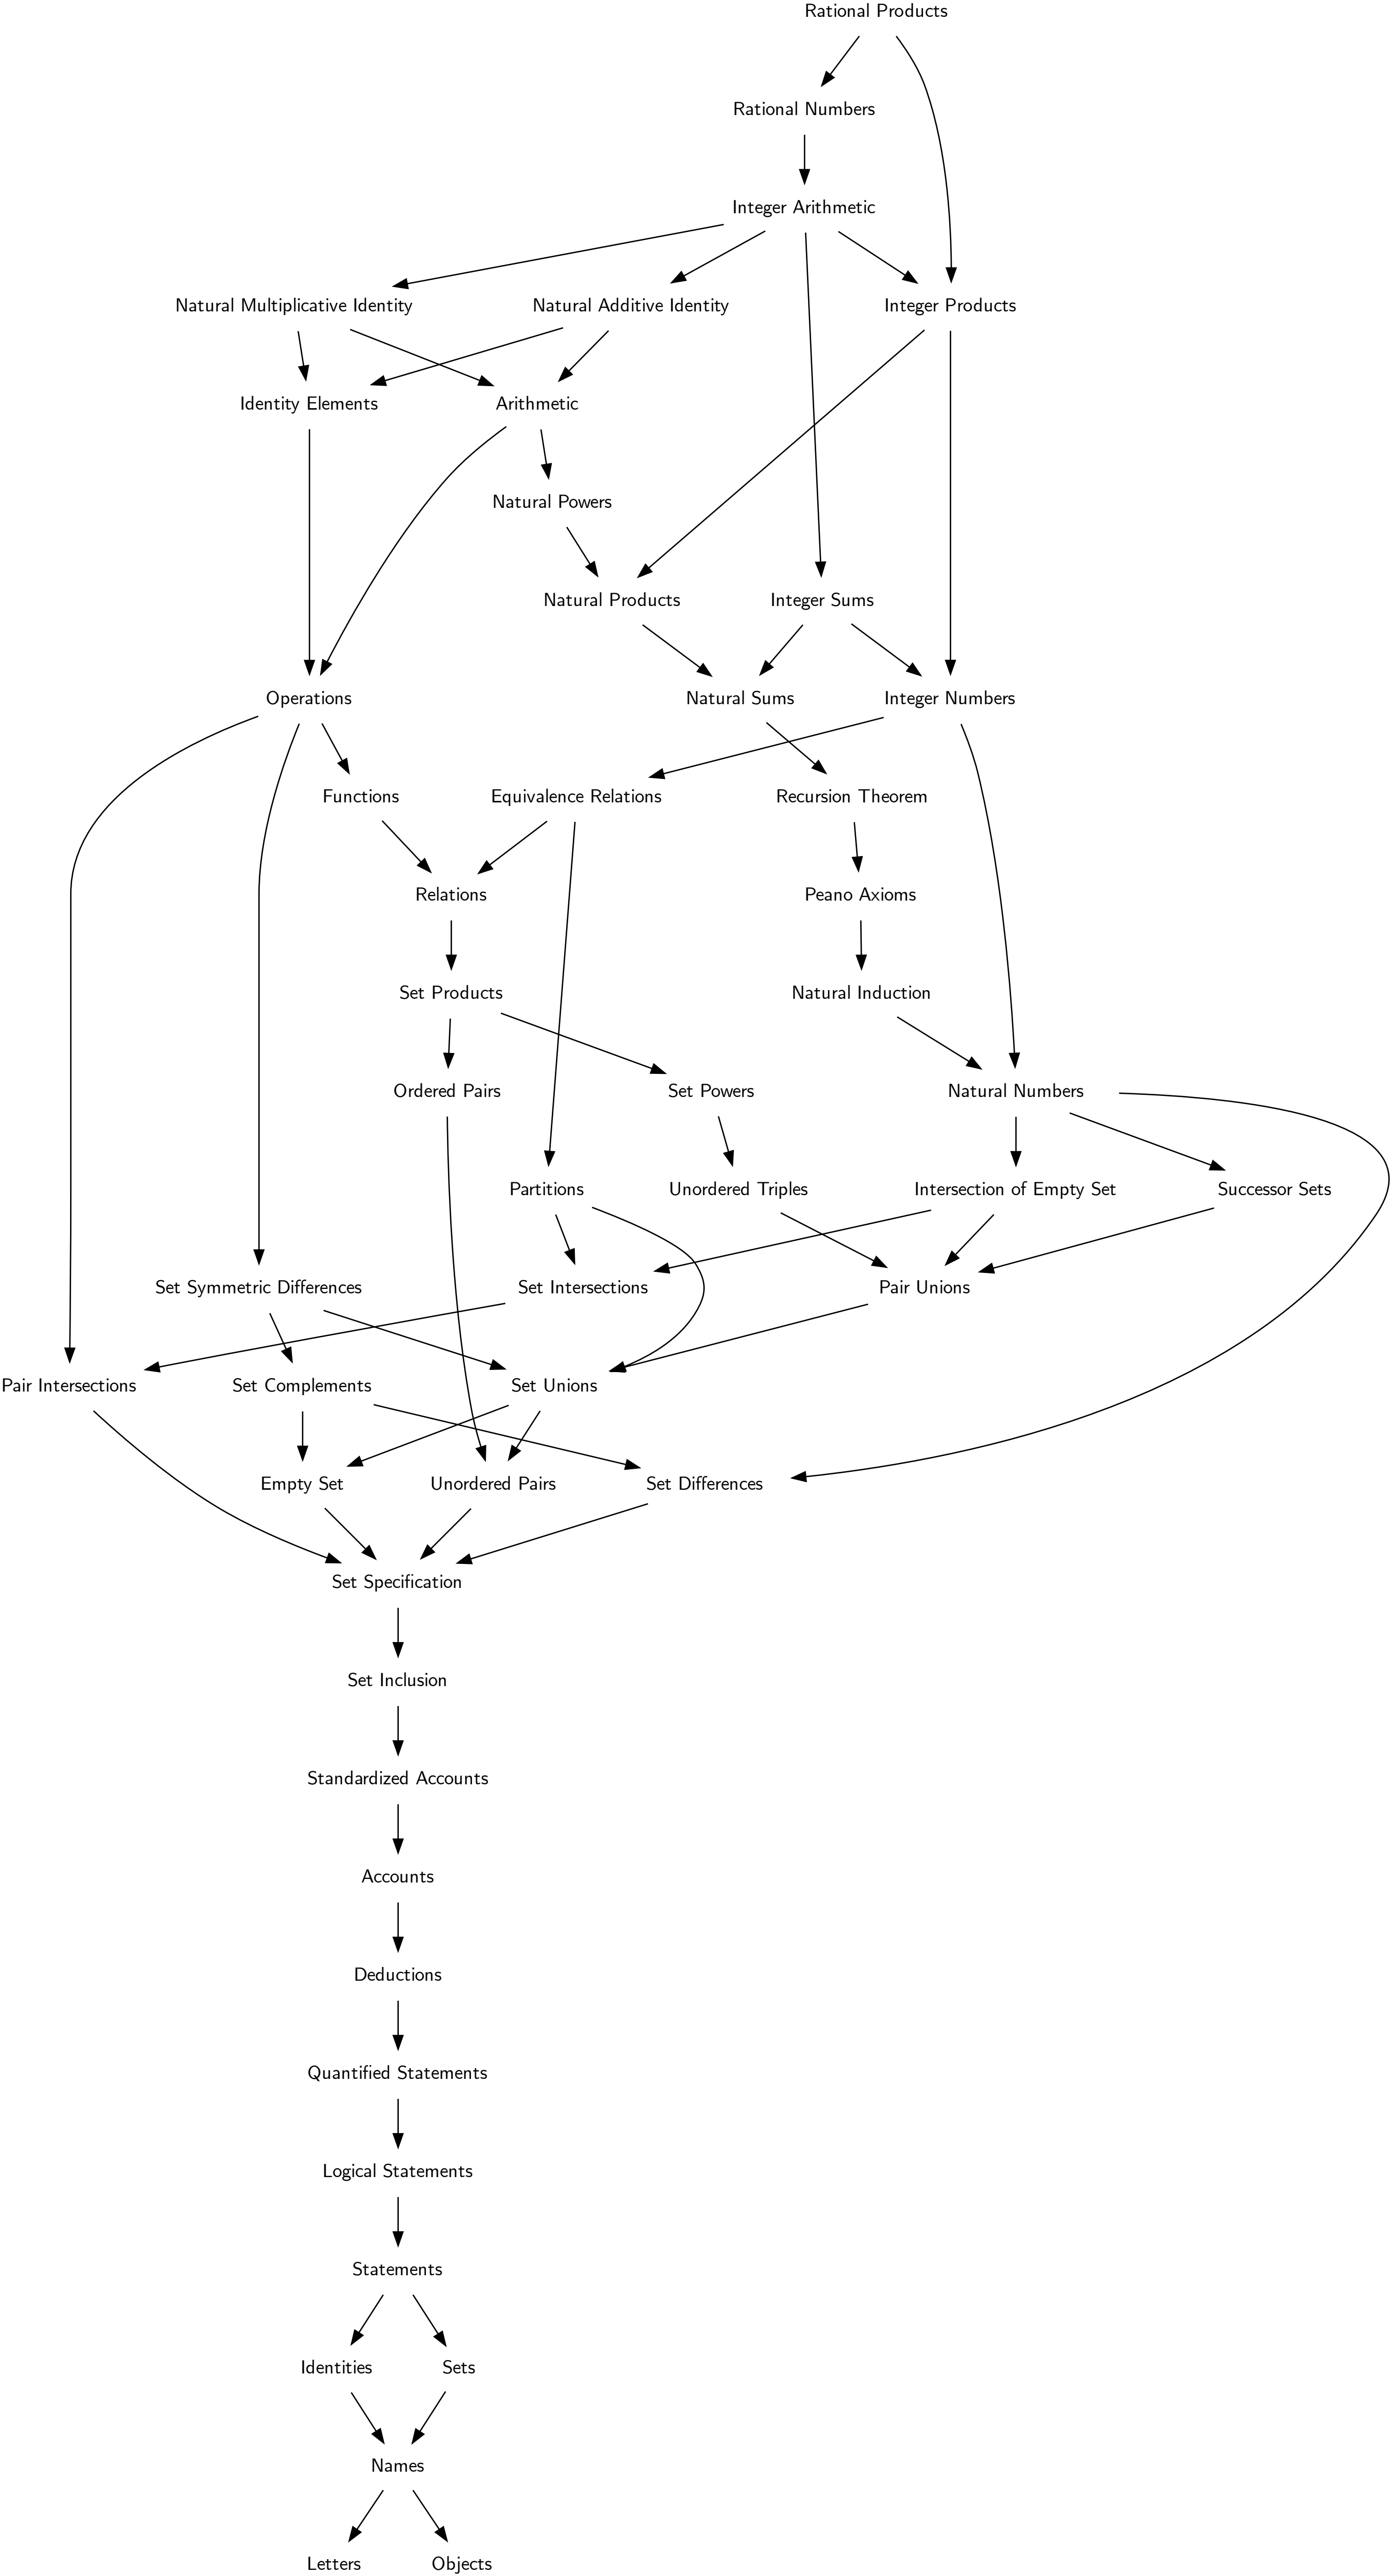 Rational Products
Rational Numbers
Integer Arithmetic
Natural Multiplicative Identity
Natural Additive Identity
Integer Products
Identity Elements
Arithmetic
Natural Powers
Natural Products
Integer Sums
Operations
Natural Sums
Integer Numbers
Functions
Equivalence Relations
Recursion Theorem
Relations
Peano Axioms
Set Products
Natural Induction
Ordered Pairs
Set Powers
Natural Numbers
Partitions
Unordered Triples
Intersection of Empty Set
Successor Sets
Set Symmetric Differences
Set Intersections
Pair Unions
Pair Intersections
Set Complements
Set Unions
Empty Set
Unordered Pairs
Set Differences
Set Specification
Set Inclusion
Standardized Accounts
Accounts
Deductions
Quantified Statements
Logical Statements
Statements
Identities
Sets
Names
Letters
Objects